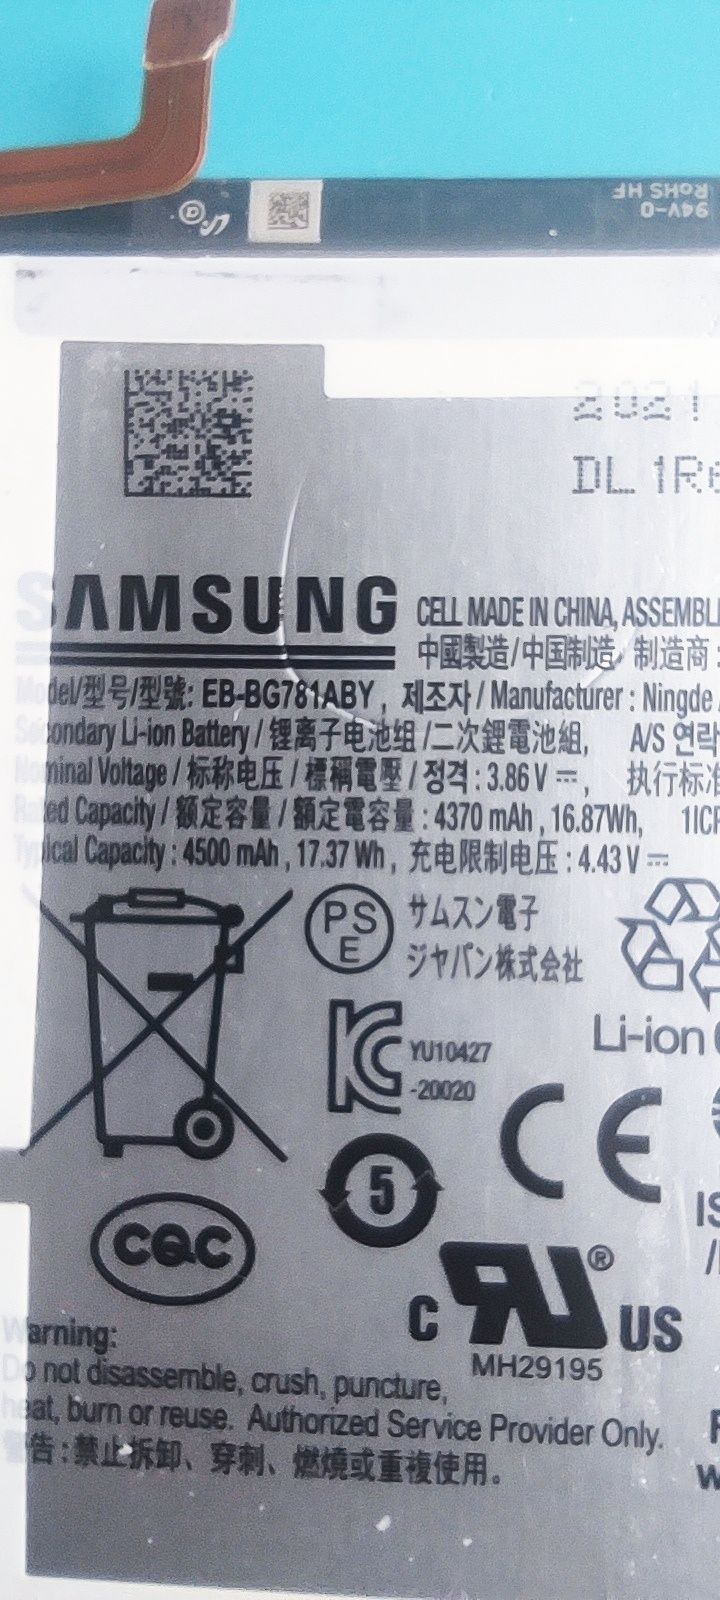 94V-0
RoHS HF
2021
DL 1R
SAMSUNG
CELL MADE IN CHINA, ASSEMBL
中國製造/中国制造, 制造商:
Model/型号/型號: EB-BG781ABY , 제조자 / Manufacturer : Ningde
Secondary Li-ion Battery / 锂离子电池组 /二次鋰電池組, A/S 연락
Nominal Voltage / 标称电压 / 標稱電壓 / 정격 : 3.86 V ⎓ , 执行标准
Rated Capacity / 额定容量 / 額定電容量 : 4370 mAh , 16.87Wh, 1ICP
Typical Capacity : 4500 mAh , 17.37 Wh , 充电限制电压 : 4.43 V ⎓
PS
E
サムスン電子
ジヤパン株式会社
YU10427
-20020
Li-ion
CE
5
CQC
C RU ® US
MH29195
Warning:
Do not disassemble, crush, puncture,
heat, burn or reuse. Authorized Service Provider Only.
警告 : 禁止拆卸、穿刺、燃燒或重複使用。